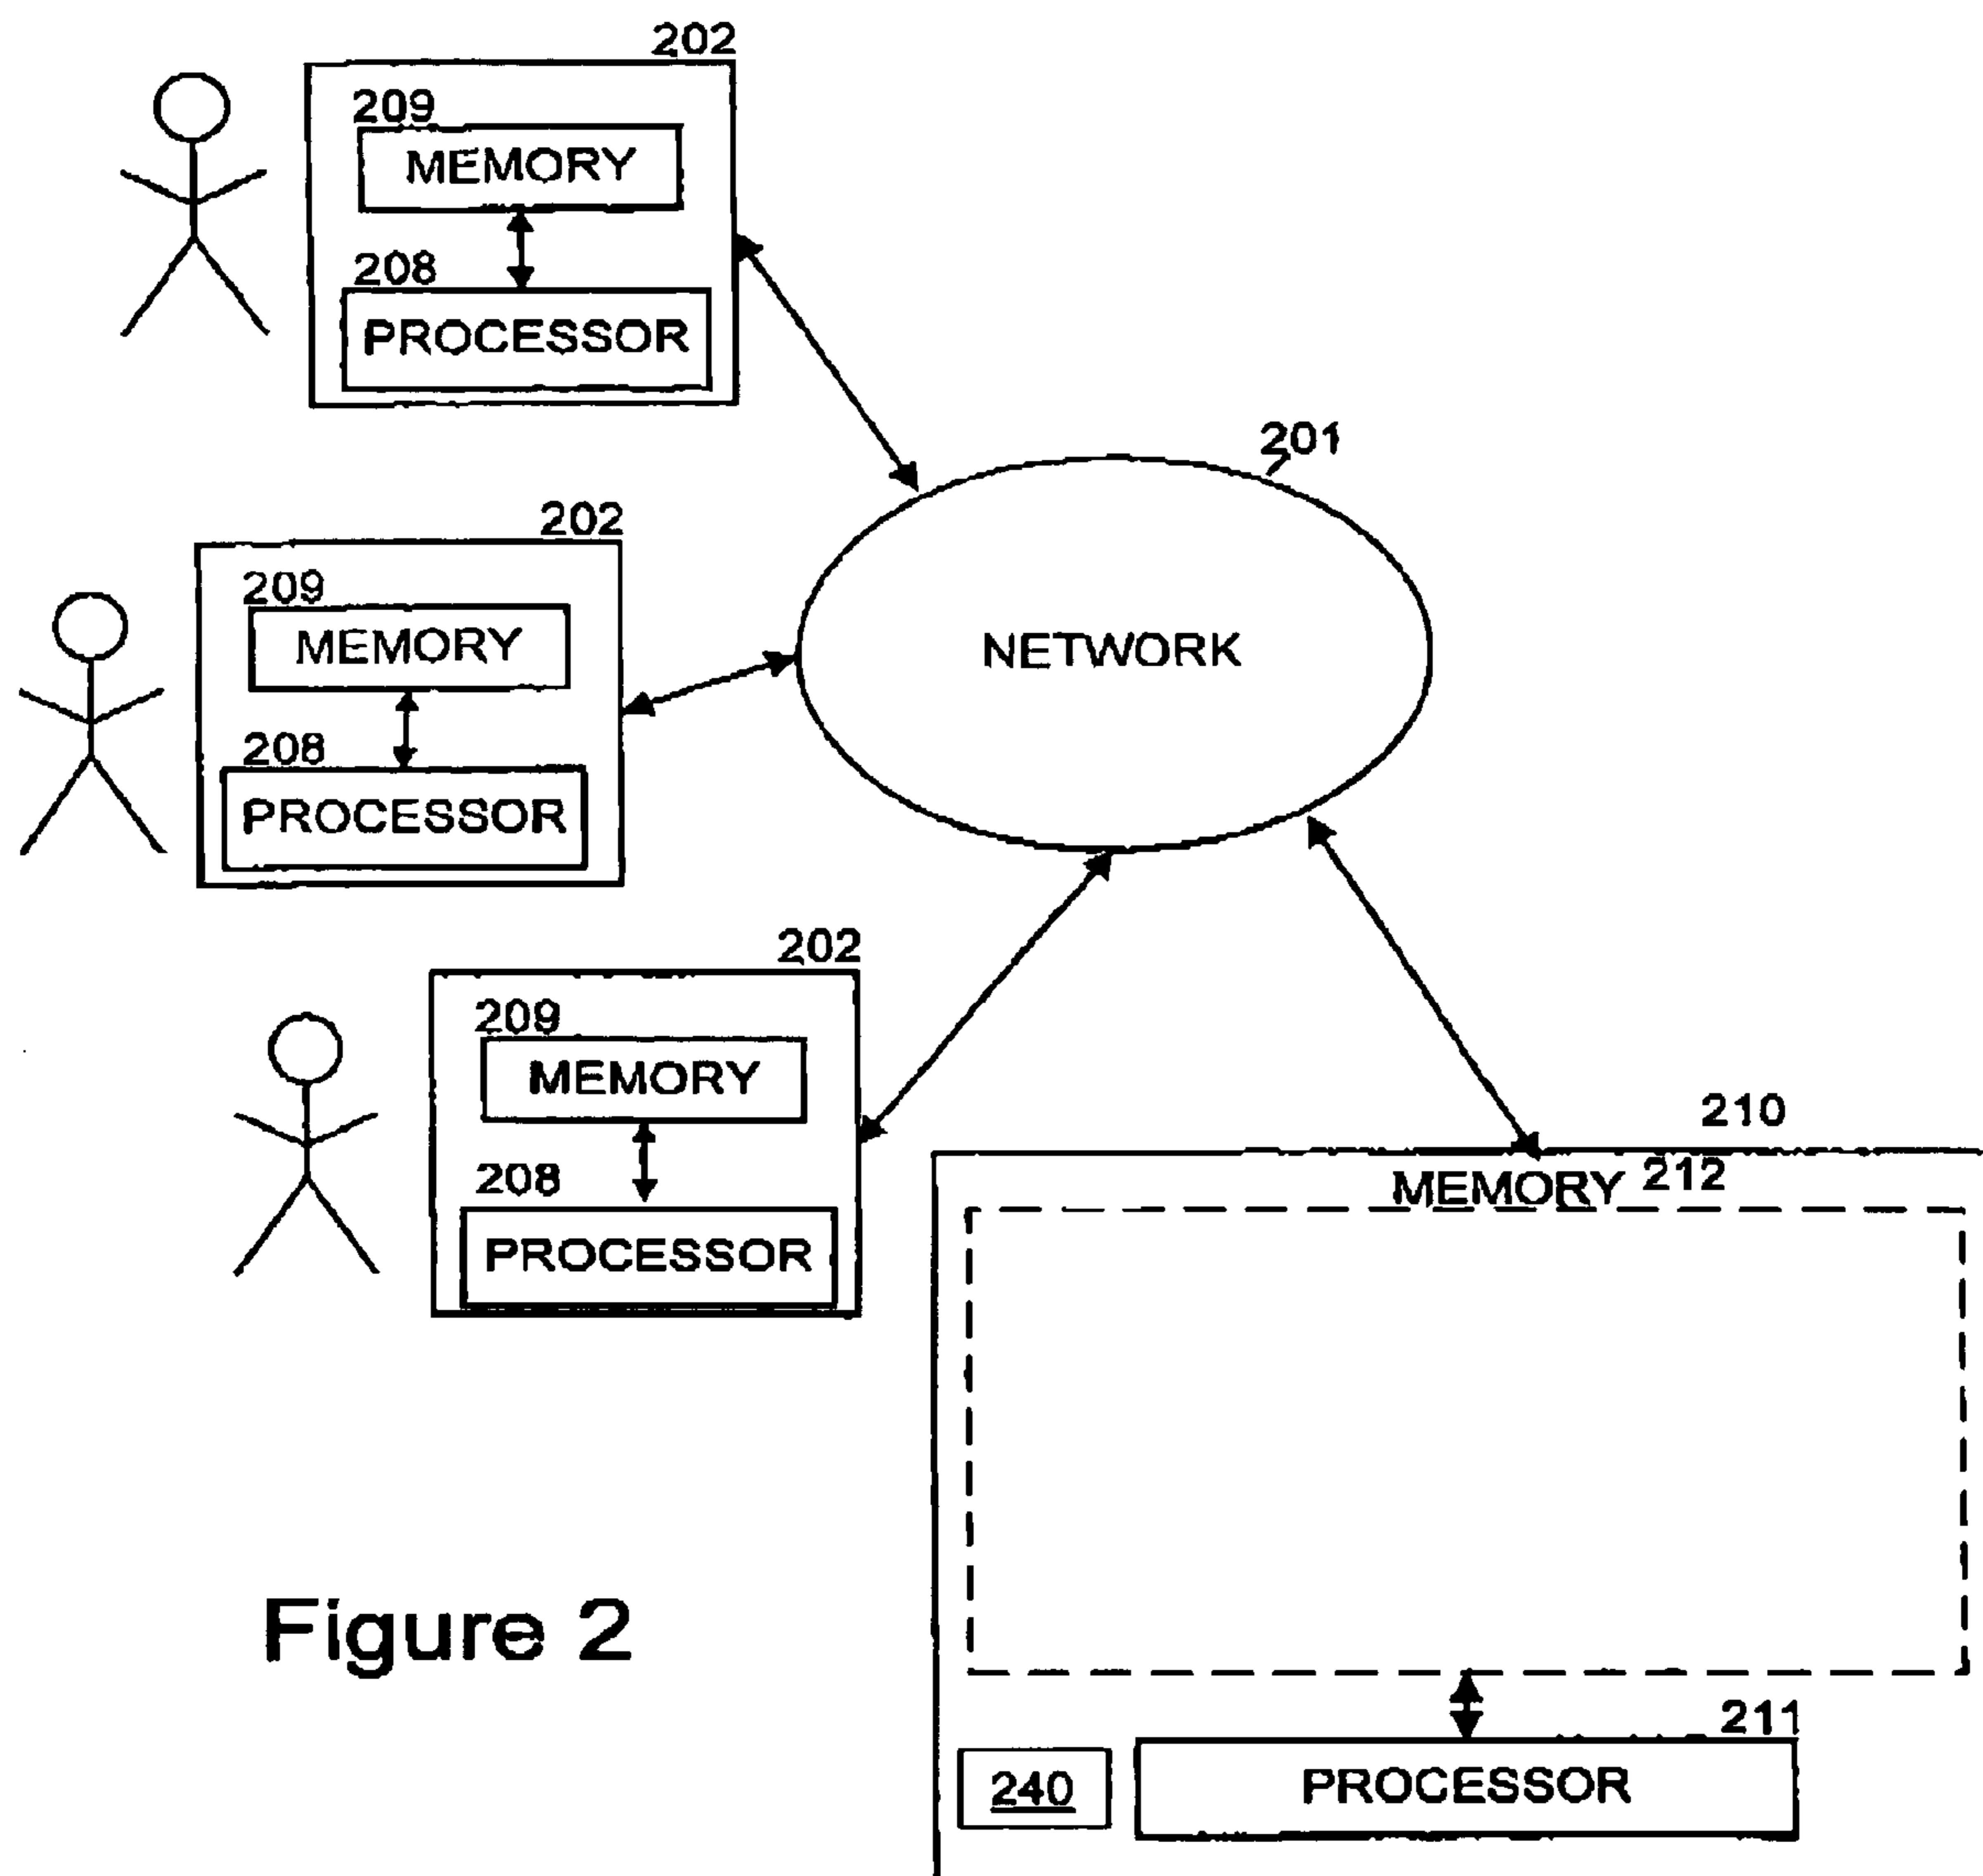 202
209
MEMORY
208
PROCESSOR
201
NETWORK
202
209
MEMORY
208
PROCESSOR
202
209
MEMORY
208
PROCESSOR
210
MEMORY 212
211
240
PROCESSOR
Figure 2